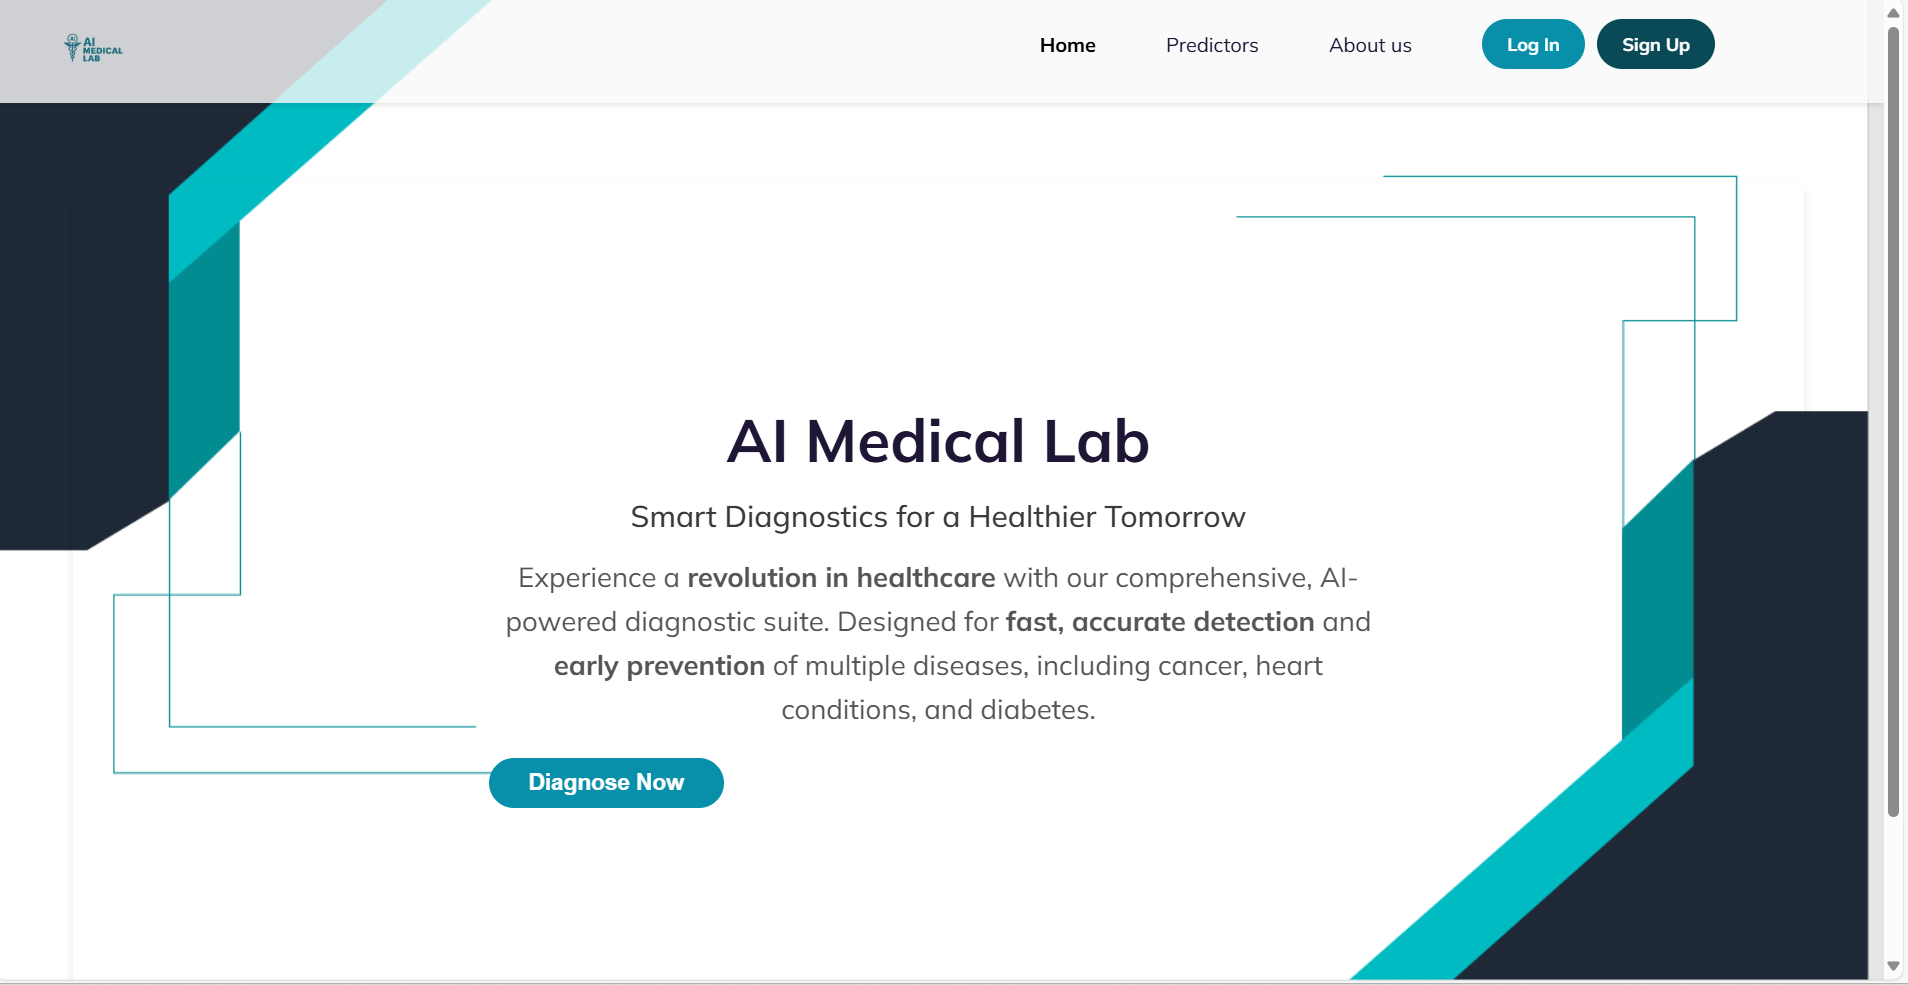 AI
MEDICAL
LAB
Home Predictors About us Log In Sign Up
AI Medical Lab
Smart Diagnostics for a Healthier Tomorrow
Experience a revolution in healthcare with our comprehensive, AI-
powered diagnostic suite. Designed for fast, accurate detection and
early prevention of multiple diseases, including cancer, heart
conditions, and diabetes.
Diagnose Now